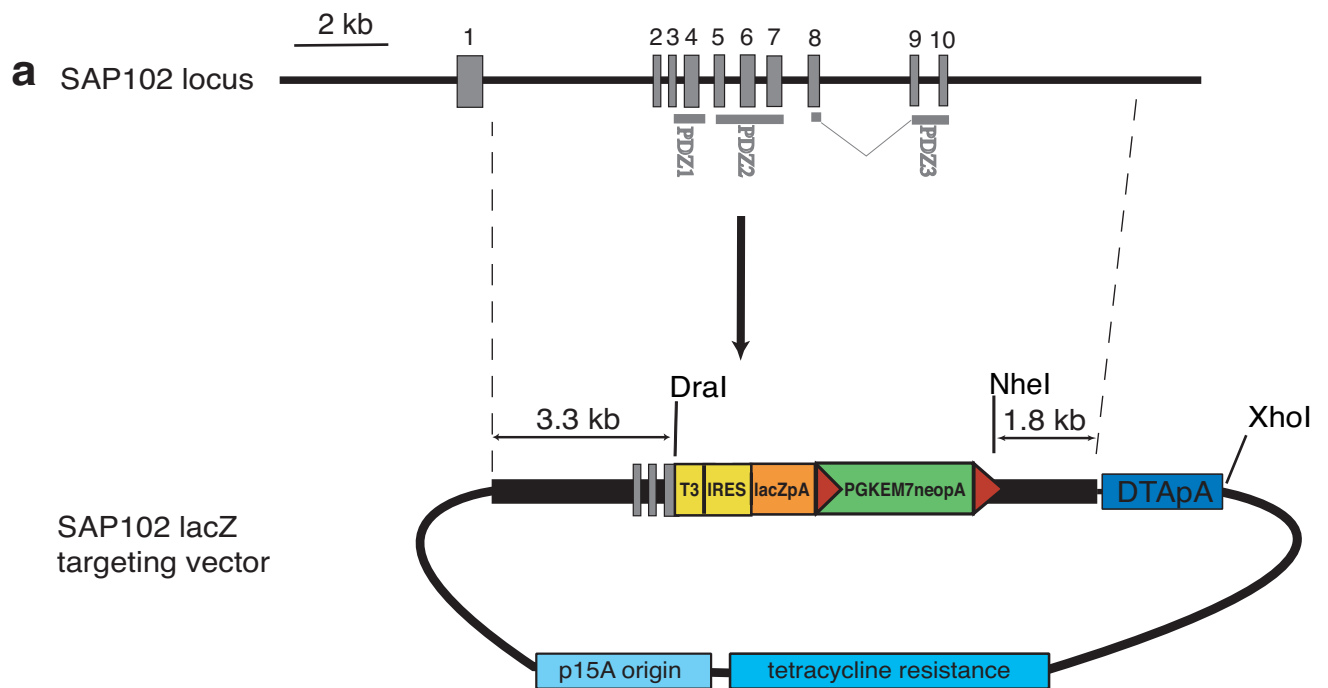 2 kb
a SAP102 locus
1 2 3 4 5 6 7 8 9 10
PDZ1 PDZ2 PDZ3
DraI NheI
3.3 kb 1.8 kb XhoI
T3 IRES lacZpA PGKEM7neopA DTApA
SAP102 lacZ
targeting vector
p15A origin tetracycline resistance